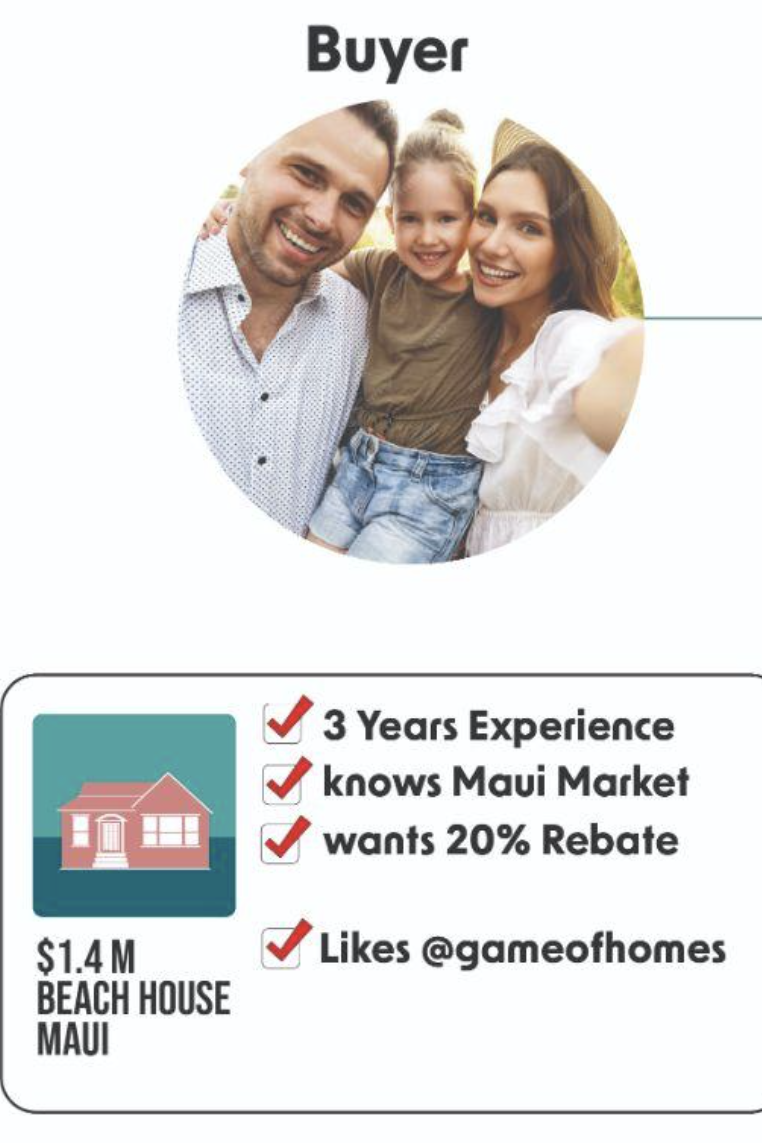 Buyer
3 Years Experience
knows Maui Market
wants 20% Rebate
Likes @gameofhomes
$1.4 M
BEACH HOUSE
MAUI